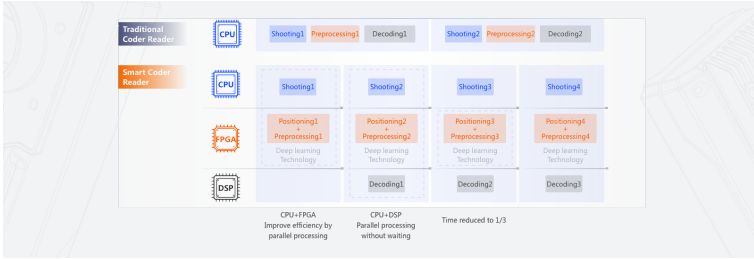 Traditional
Coder Reader
CPU
Shooting1
Preprocessing1
Decoding1
Shooting2
Preprocessing2
Decoding2
Smart Coder
Reader
CPU
Shooting1
Shooting2
Shooting3
Shooting4
FPGA
Positioning1
+
Preprocessing1
Deep learning
Technology
Positioning2
+
Preprocessing2
Deep learning
Technology
Positioning3
+
Preprocessing3
Deep learning
Technology
Positioning4
+
Preprocessing4
Deep learning
Technology
DSP
Decoding1
Decoding2
Decoding3
CPU+FPGA
Improve efficiency by
parallel processing
CPU+DSP
Parallel processing
without waiting
Time reduced to 1/3